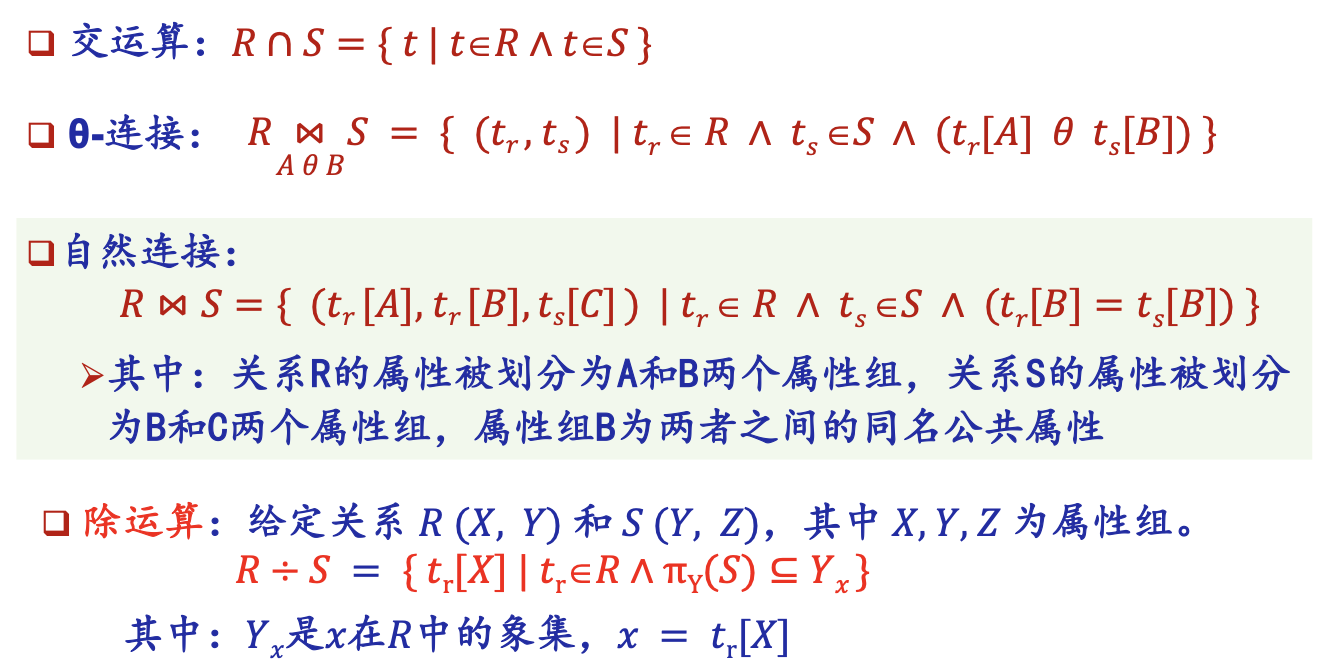 ❑ 交运算：R ∩ S = { t | t∈R ∧ t∈S }
❑ θ-连接： R ⋈ S = { (tᵣ, tₛ) | tᵣ ∈ R ∧ tₛ ∈S ∧ (tᵣ[A] θ tₛ[B]) }
A θ B
❑ 自然连接：
R ⋈ S = { (tᵣ[A], tᵣ[B], tₛ[C]) | tᵣ ∈ R ∧ tₛ ∈S ∧ (tᵣ[B] = tₛ[B]) }
➢其中：关系R的属性被划分为A和B两个属性组，关系S的属性被划分
为B和C两个属性组，属性组B为两者之间的同名公共属性
❑ 除运算：给定关系 R (X, Y) 和 S (Y, Z)，其中 X,Y,Z 为属性组。
R ÷ S = { tᵣ[X] | tᵣ∈R ∧ π_Y(S) ⊆ Yₓ}
其中：Yₓ是x在R中的象集，x = tᵣ[X]